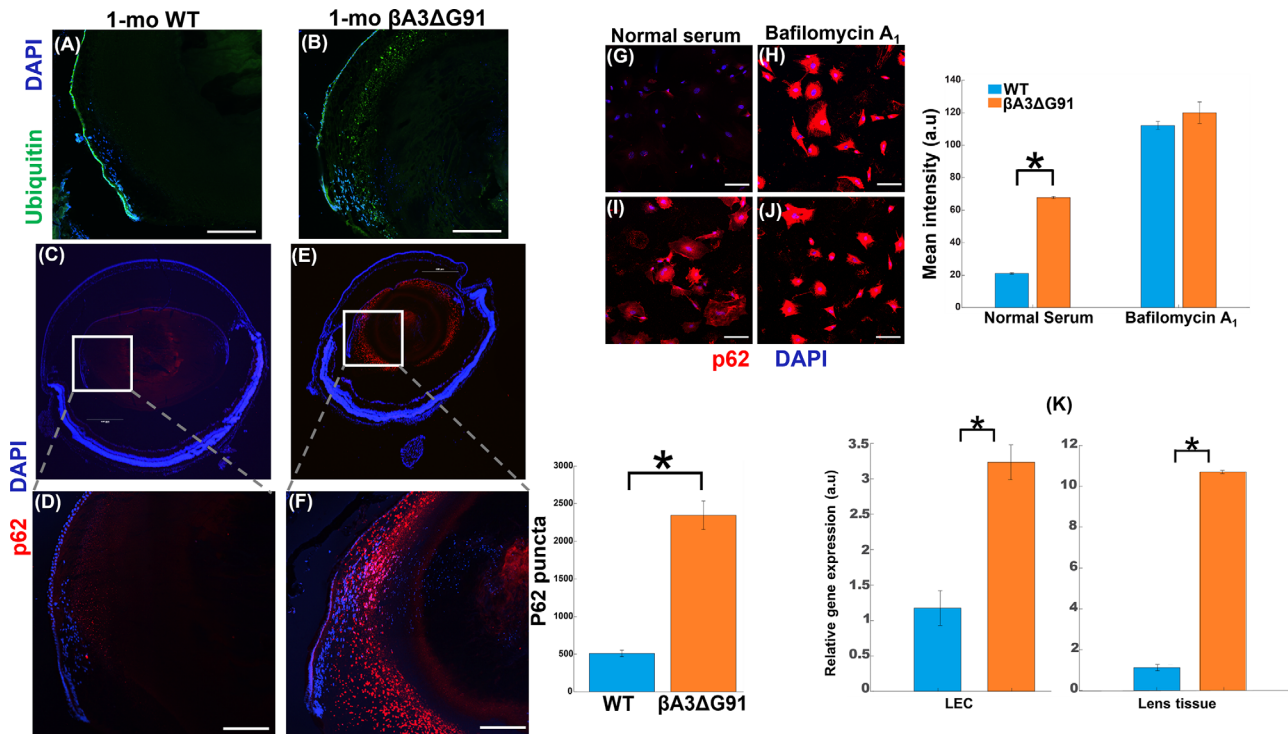 1-mo WT
1-mo βA3ΔG91
Ubiquitin DAPI
(A)
(B)
p62 DAPI
(C)
(E)
(D)
(F)
P62 puncta
3000
2500
2000
1500
1000
500
0
*
WT
βA3ΔG91
Normal serum
Bafilomycin A₁
(G)
(H)
(I)
(J)
p62
DAPI
Mean intensity (a.u)
WT
βA3ΔG91
140
120
100
80
60
40
20
0
*
Normal Serum
Bafilomycin A₁
(K)
Relative gene expression (a.u)
3.5
3
2.5
2
1.5
1
0.5
0
*
LEC
12
10
8
6
4
2
0
*
Lens tissue